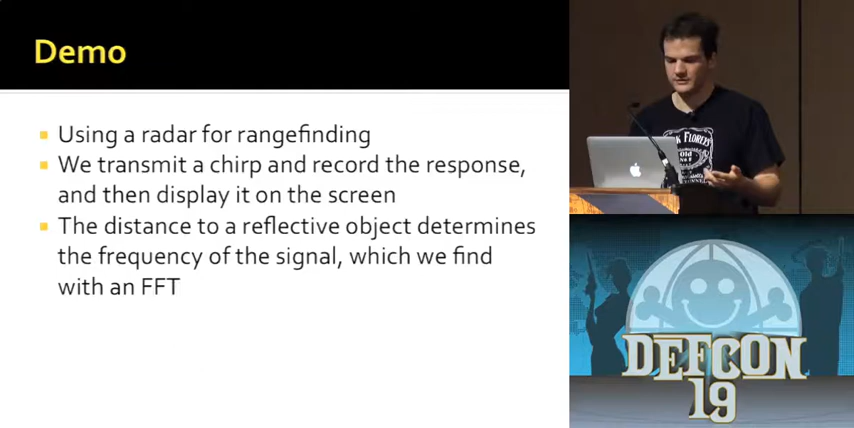 Demo
Using a radar for rangefinding
We transmit a chirp and record the response,
and then display it on the screen
The distance to a reflective object determines
the frequency of the signal, which we find
with an FFT
Old
DEFCON
19